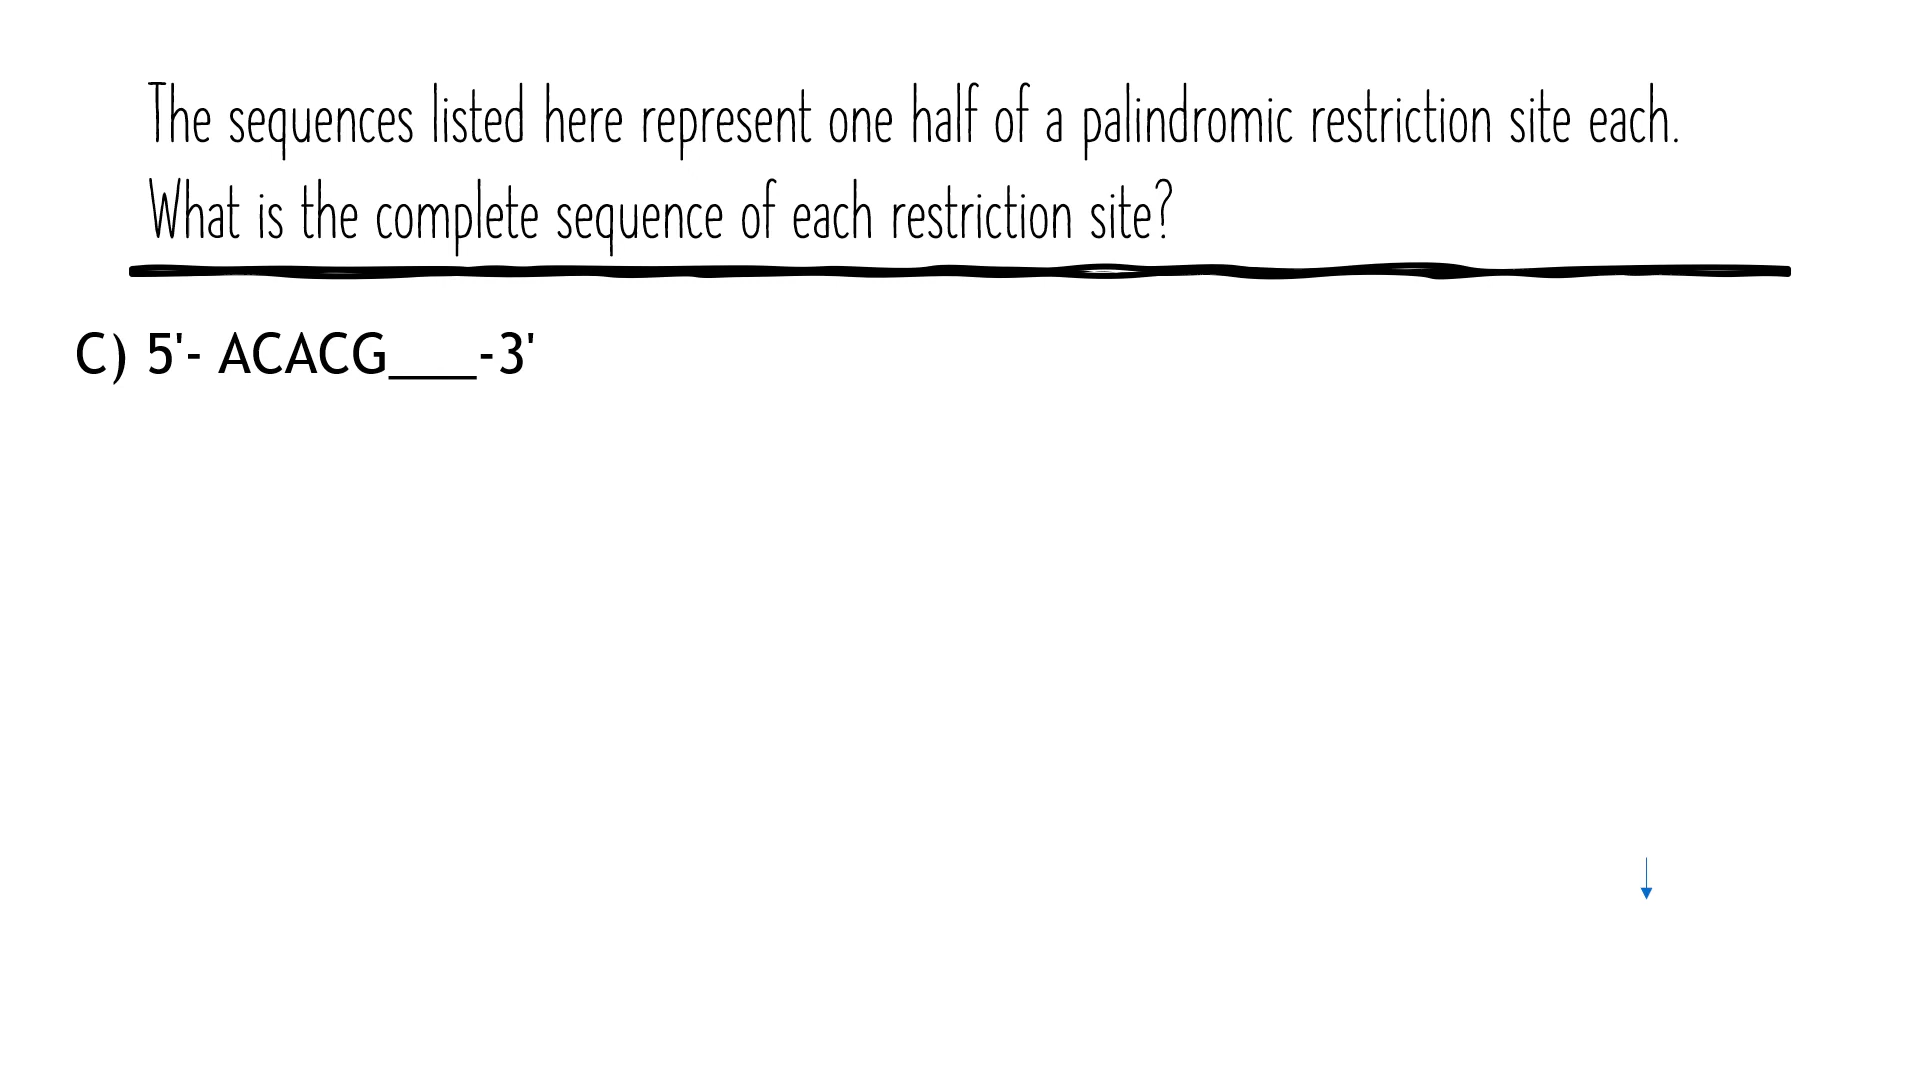 The sequences listed here represent one half of a palindromic restriction site each.
What is the complete sequence of each restriction site?
C) 5'- ACACG___-3'